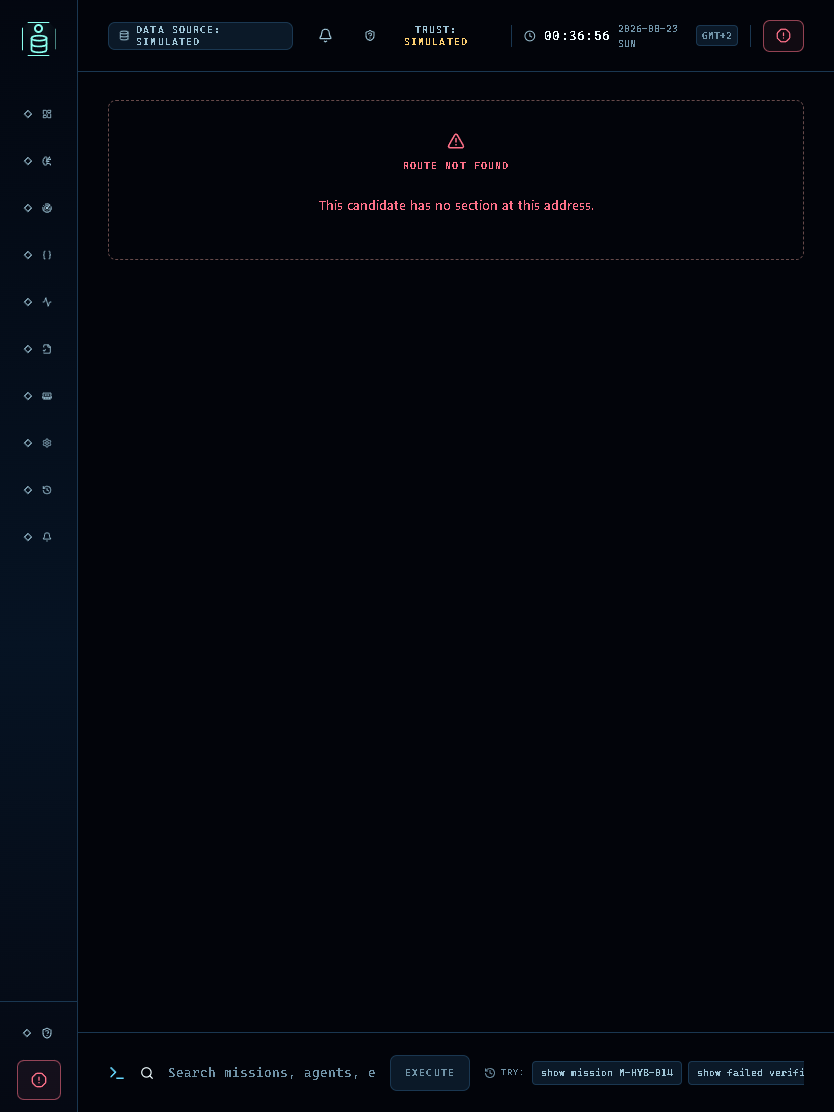 DATA SOURCE:
SIMULATED
TRUST:
SIMULATED
00:36:56
2026-08-23
SUN
GMT+2
ROUTE NOT FOUND
This candidate has no section at this address.
Search missions, agents, e
EXECUTE
TRY:
show mission M-HYB-014
show failed verifi